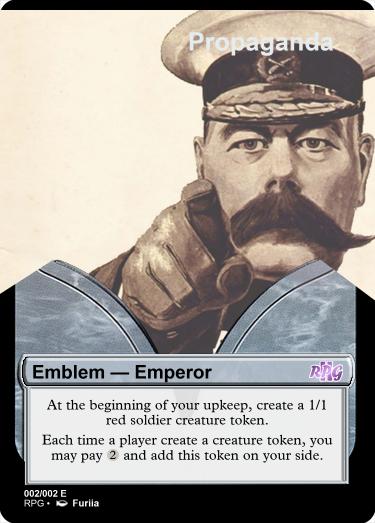 Propaganda
Emblem — Emperor
RPG
At the beginning of your upkeep, create a 1/1
red soldier creature token.
Each time a player create a creature token, you
may pay 2 and add this token on your side.
002/002 E
RPG • Furiia